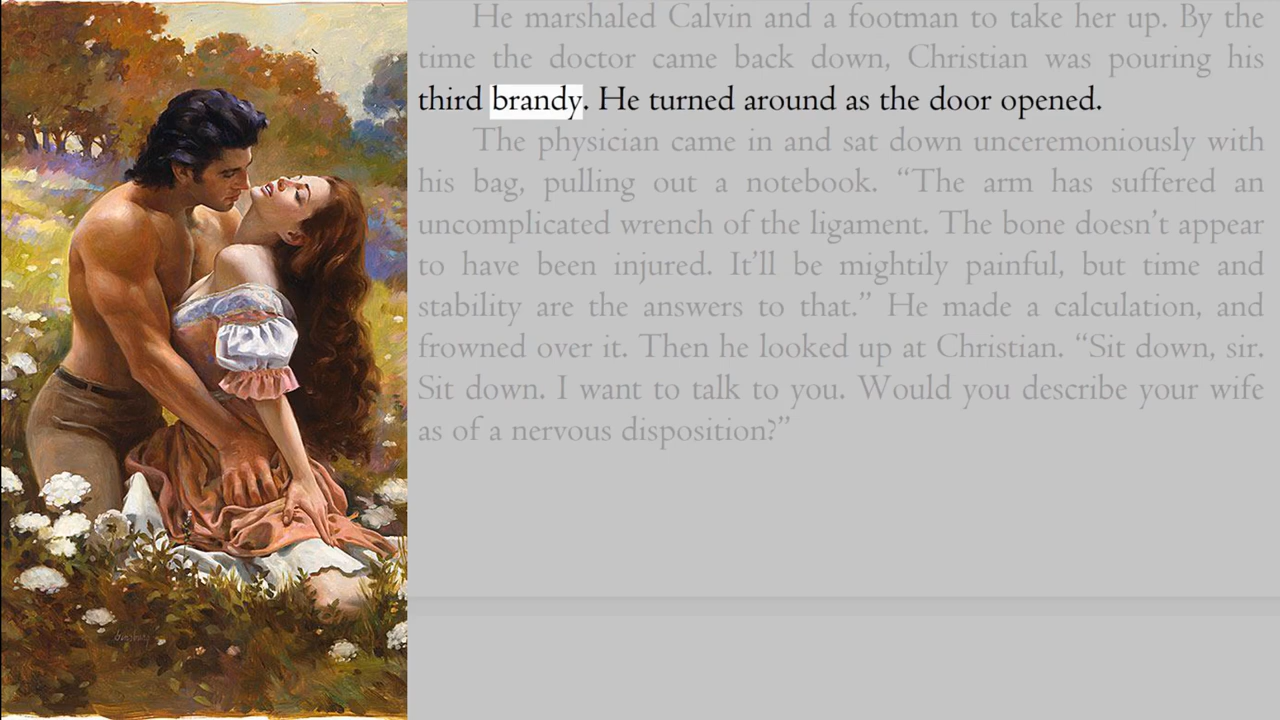 He marshaled Calvin and a footman to take her up. By the
time the doctor came back down, Christian was pouring his
third brandy. He turned around as the door opened.
The physician came in and sat down unceremoniously with
his bag, pulling out a notebook. “The arm has suffered an
uncomplicated wrench of the ligament. The bone doesn’t appear
to have been injured. It’ll be mightily painful, but time and
stability are the answers to that.” He made a calculation, and
frowned over it. Then he looked up at Christian. “Sit down, sir.
Sit down. I want to talk to you. Would you describe your wife
as of a nervous disposition?”